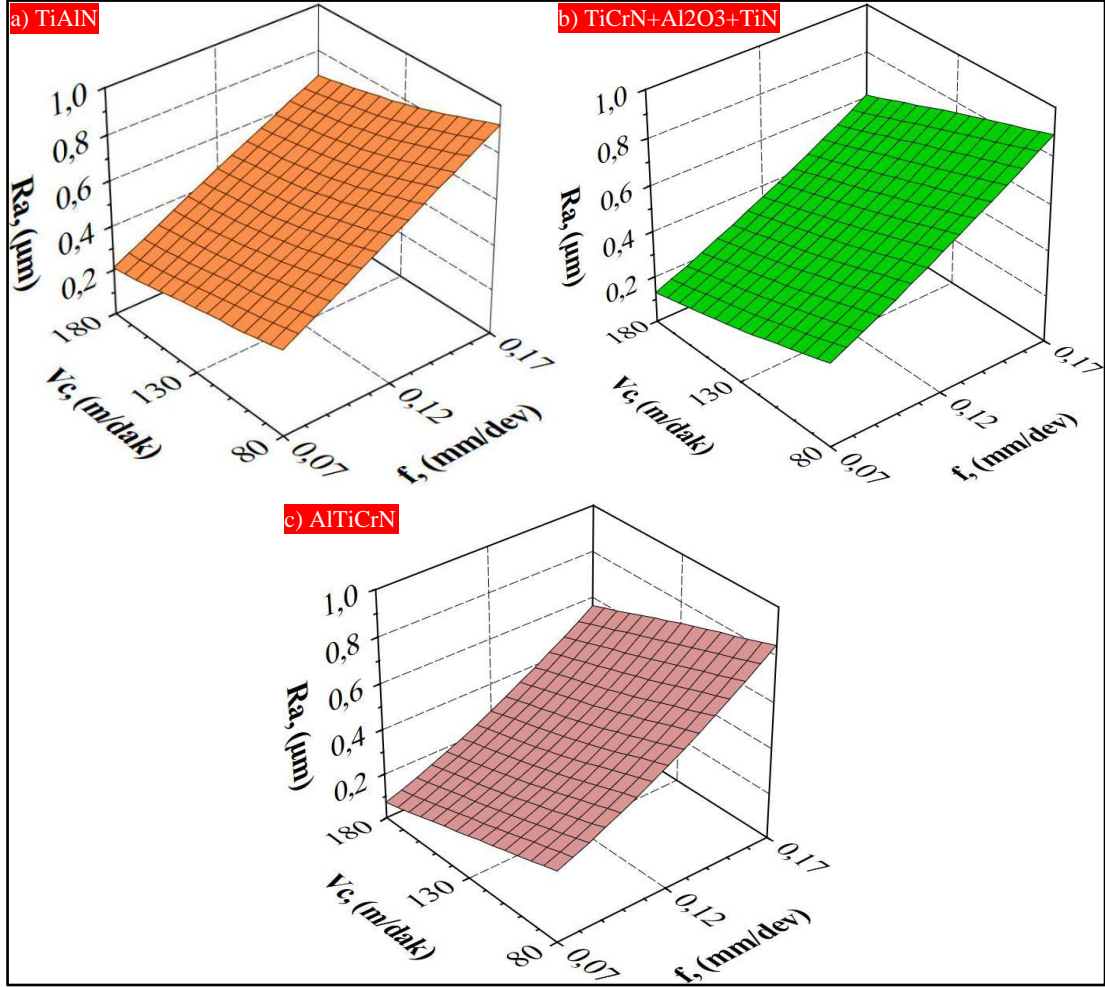 a) TiAlN
1,0
0,8
0,6
0,4
0,2
Ra, (µm)
180
130
80
Vc, (m/dak)
0,07
0,12
0,17
f, (mm/dev)
b) TiCrN+Al2O3+TiN
1,0
0,8
0,6
0,4
0,2
Ra, (µm)
180
130
80
Vc, (m/dak)
0,07
0,12
0,17
f, (mm/dev)
c) AlTiCrN
1,0
0,8
0,6
0,4
0,2
Ra, (µm)
180
130
80
Vc, (m/dak)
0,07
0,12
0,17
f, (mm/dev)